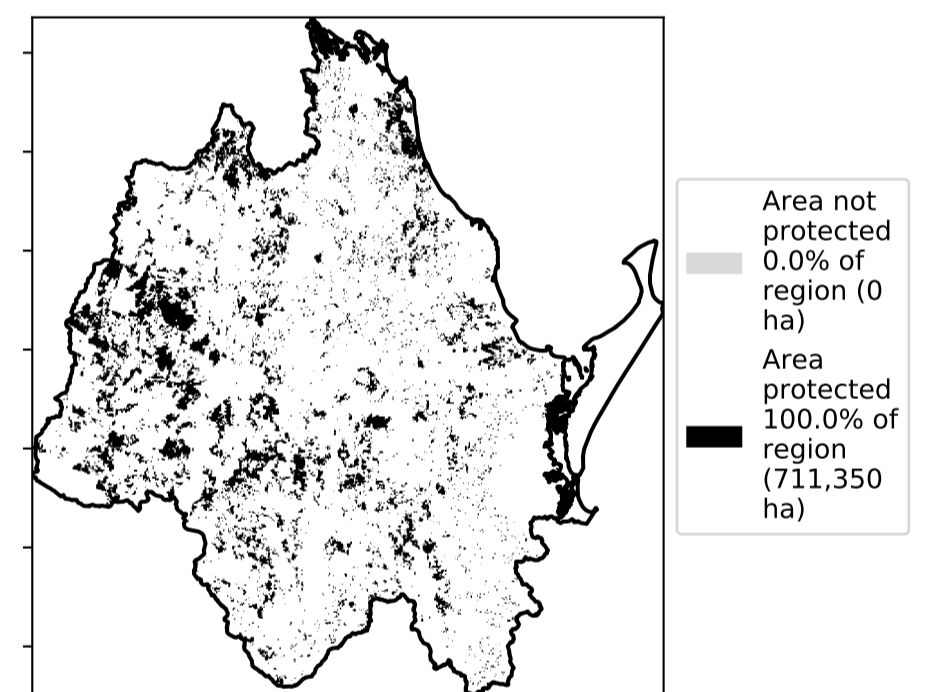 Area not
protected
0.0% of
region (0
ha)
Area
protected
100.0% of
region
(711,350
ha)